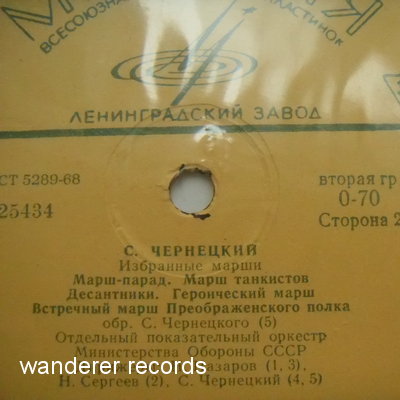 ВСЕСОЮЗНА
ПЛАСТИНОК
ЛЕНИНГРАДСКИЙ ЗАВОД
СТ 5289-68
вторая гр
25434
0-70
Сторона 2
С. ЧЕРНЕЦКИЙ
Избранные марши
Марш-парад. Марш танкистов
Десантники. Героический марш
Встречный марш Преображенского полка
обр. С. Чернецкого (5)
Отдельный показательный оркестр
Министерства Обороны СССР
азаров (1, 3),
Н. Сергеев (2), С. Чернецкий (4, 5)
wanderer records